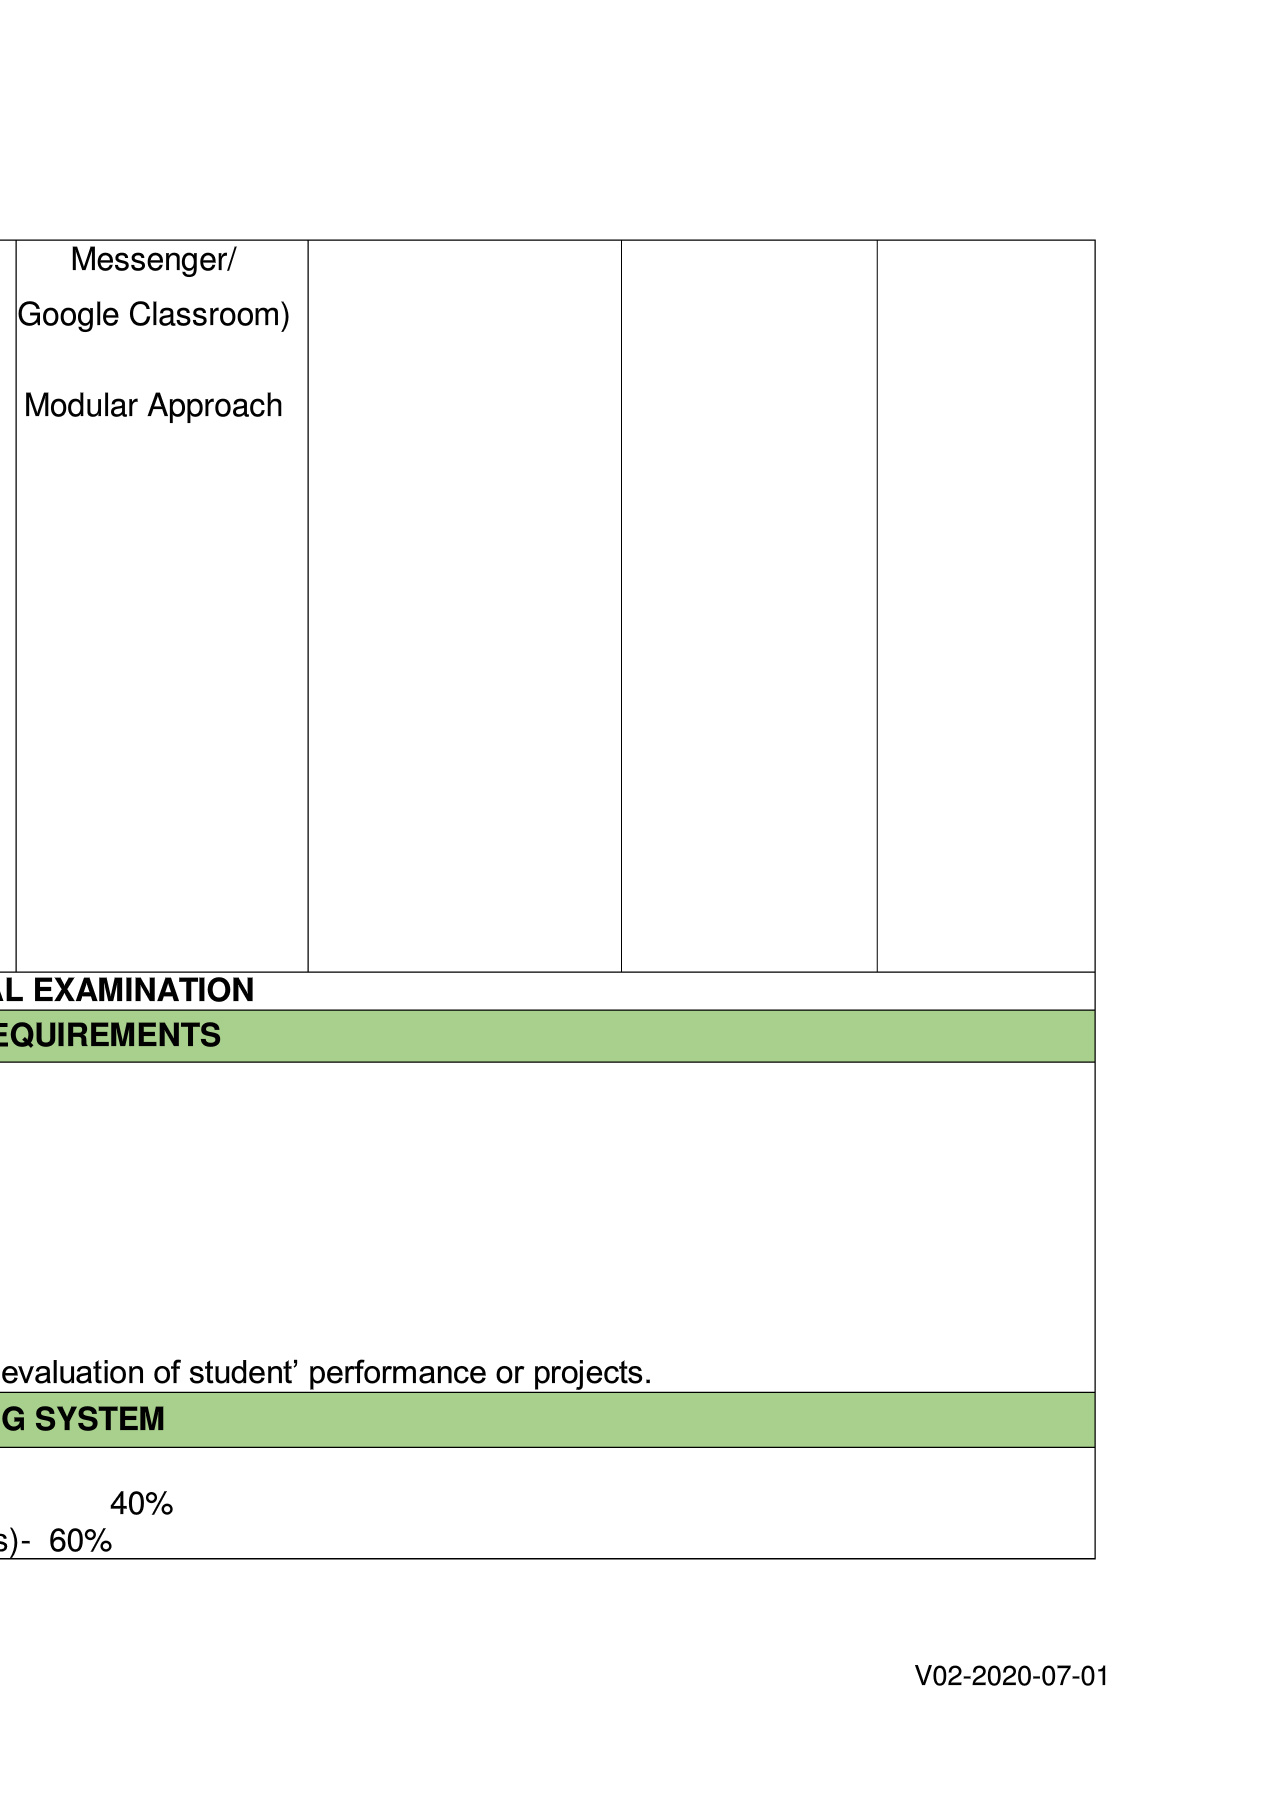 Messenger/
Google Classroom)
Modular Approach
AL EXAMINATION
EQUIREMENTS
evaluation of student’ performance or projects.
G SYSTEM
40%
s)- 60%
V02-2020-07-01